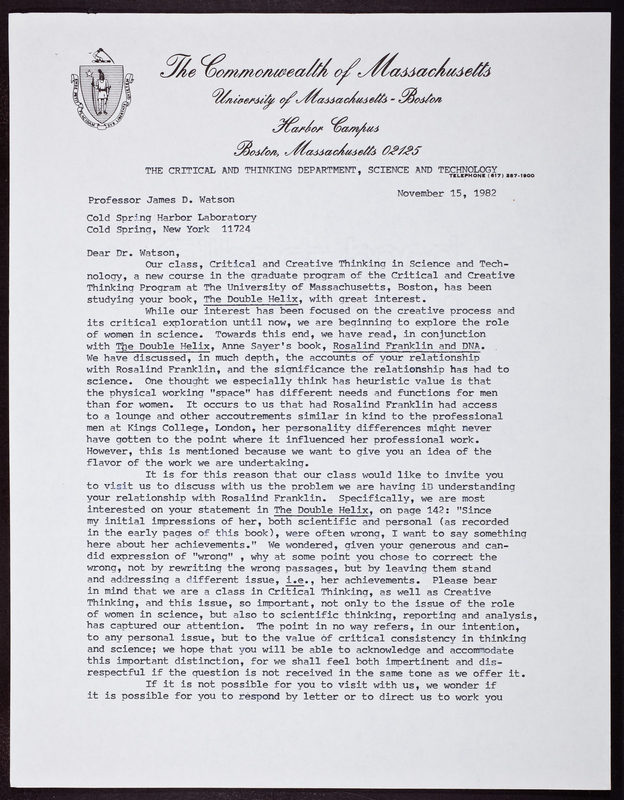 The Commonwealth of Massachusetts
University of Massachusetts - Boston
Harbor Campus
Boston, Massachusetts 02125
THE CRITICAL AND THINKING DEPARTMENT, SCIENCE AND TECHNOLOGY
TELEPHONE (617) 287-1900
November 15, 1982
Professor James D. Watson
Cold Spring Harbor Laboratory
Cold Spring, New York 11724
Dear Dr. Watson,
Our class, Critical and Creative Thinking in Science and Tech-
nology, a new course in the graduate program of the Critical and Creative
Thinking Program at The University of Massachusetts, Boston, has been
studying your book, The Double Helix, with great interest.
While our interest has been focused on the creative process and
its critical exploration until now, we are beginning to explore the role
of women in science. Towards this end, we have read, in conjunction
with The Double Helix, Anne Sayer's book, Rosalind Franklin and DNA.
We have discussed, in much depth, the accounts of your relationship
with Rosalind Franklin, and the significance the relationship has had to
science. One thought we especially think has heuristic value is that
the physical working "space" has different needs and functions for men
than for women. It occurs to us that had Rosalind Franklin had access
to a lounge and other accoutrements similar in kind to the professional
men at Kings College, London, her personality differences might never
have gotten to the point where it influenced her professional work.
However, this is mentioned because we want to give you an idea of the
flavor of the work we are undertaking.
It is for this reason that our class would like to invite you
to visit us to discuss with us the problem we are having in understanding
your relationship with Rosalind Franklin. Specifically, we are most
interested on your statement in The Double Helix, on page 142: "Since
my initial impressions of her, both scientific and personal (as recorded
in the early pages of this book), were often wrong, I want to say something
here about her achievements." We wondered, given your generous and can-
did expression of "wrong" , why at some point you chose to correct the
wrong, not by rewriting the wrong passages, but by leaving them stand
and addressing a different issue, i.e., her achievements. Please bear
in mind that we are a class in Critical Thinking, as well as Creative
Thinking, and this issue, so important, not only to the issue of the role
of women in science, but also to scientific thinking, reporting and analysis,
has captured our attention. The point in no way refers, in our intention,
to any personal issue, but to the value of critical consistency in thinking
and science; we hope that you will be able to acknowledge and accommodate
this important distinction, for we shall feel both impertinent and dis-
respectful if the question is not received in the same tone as we offer it.
If it is not possible for you to visit with us, we wonder if
it is possible for you to respond by letter or to direct us to work you